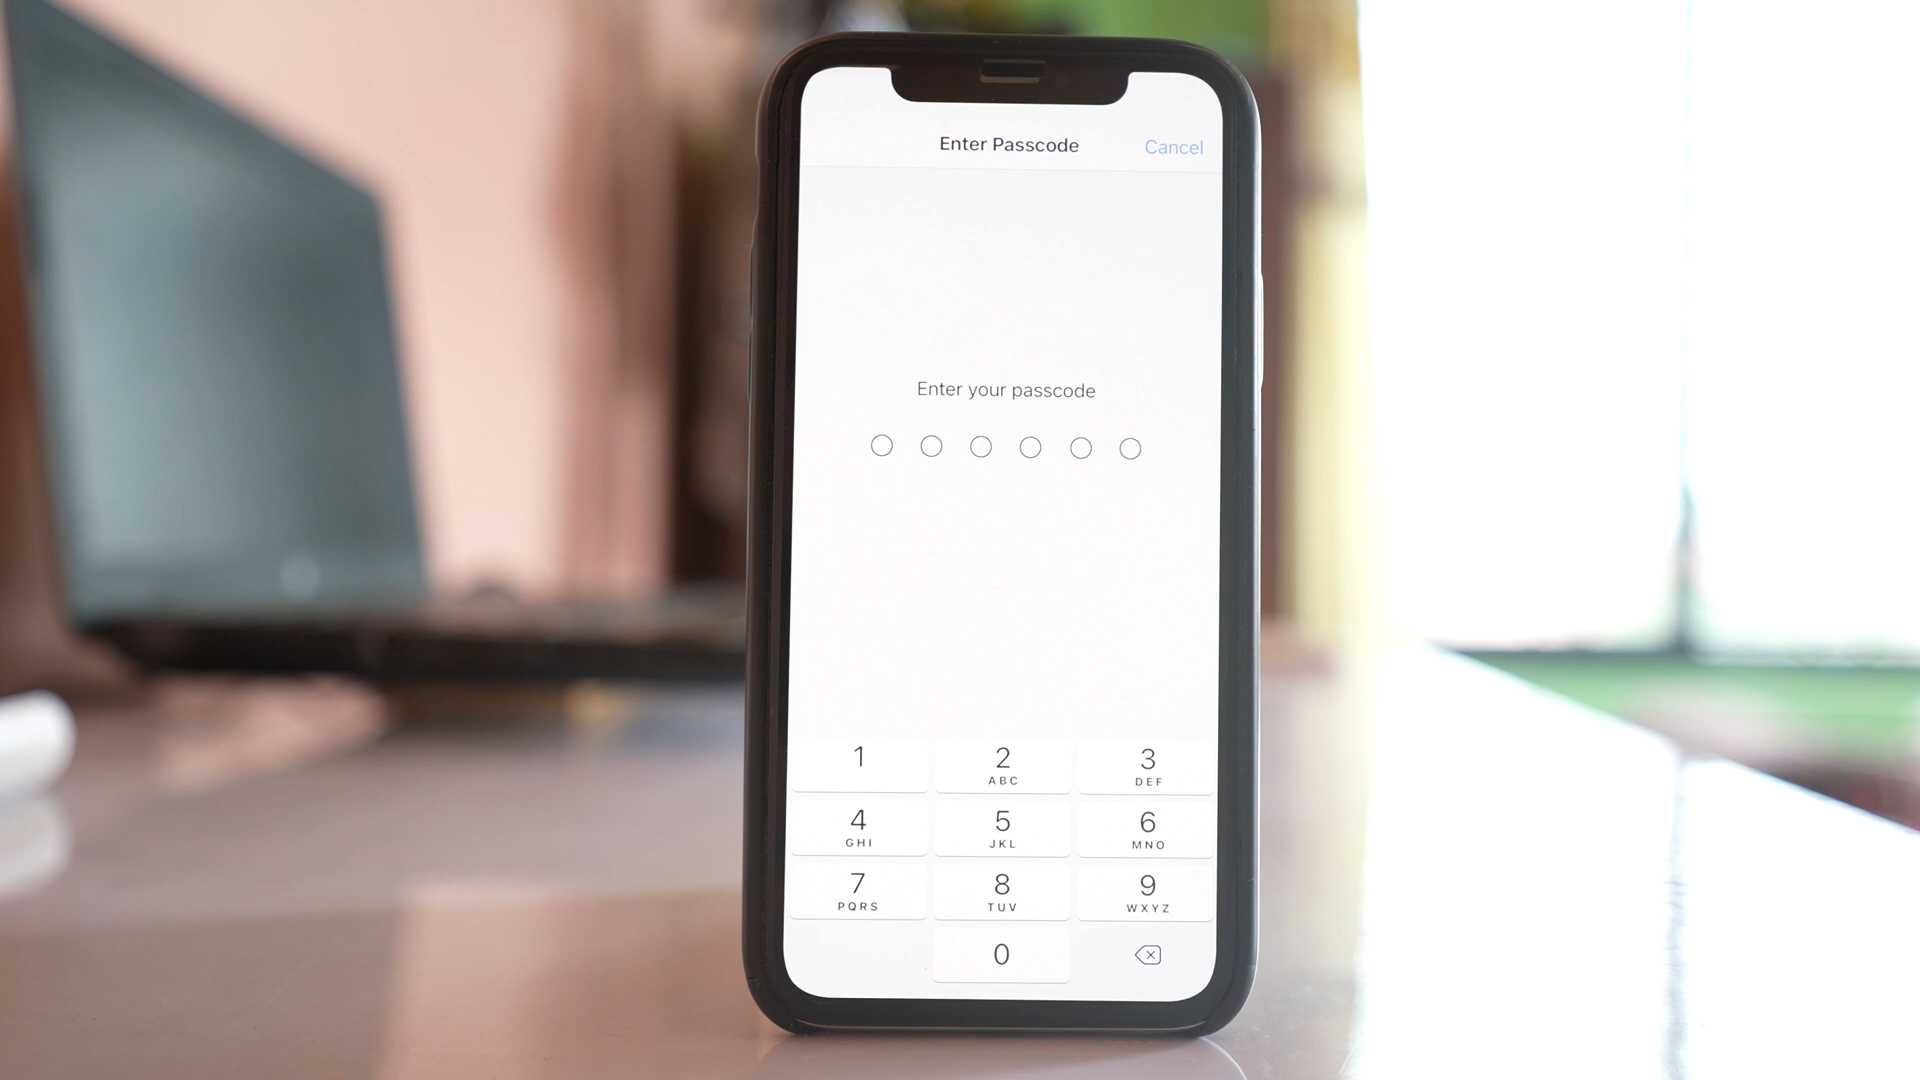 Enter Passcode
Cancel
Enter your passcode
1 2 3
ABC DEF
4 5 6
GHI JKL MNO
7 8 9
PQRS TUV WXYZ
0